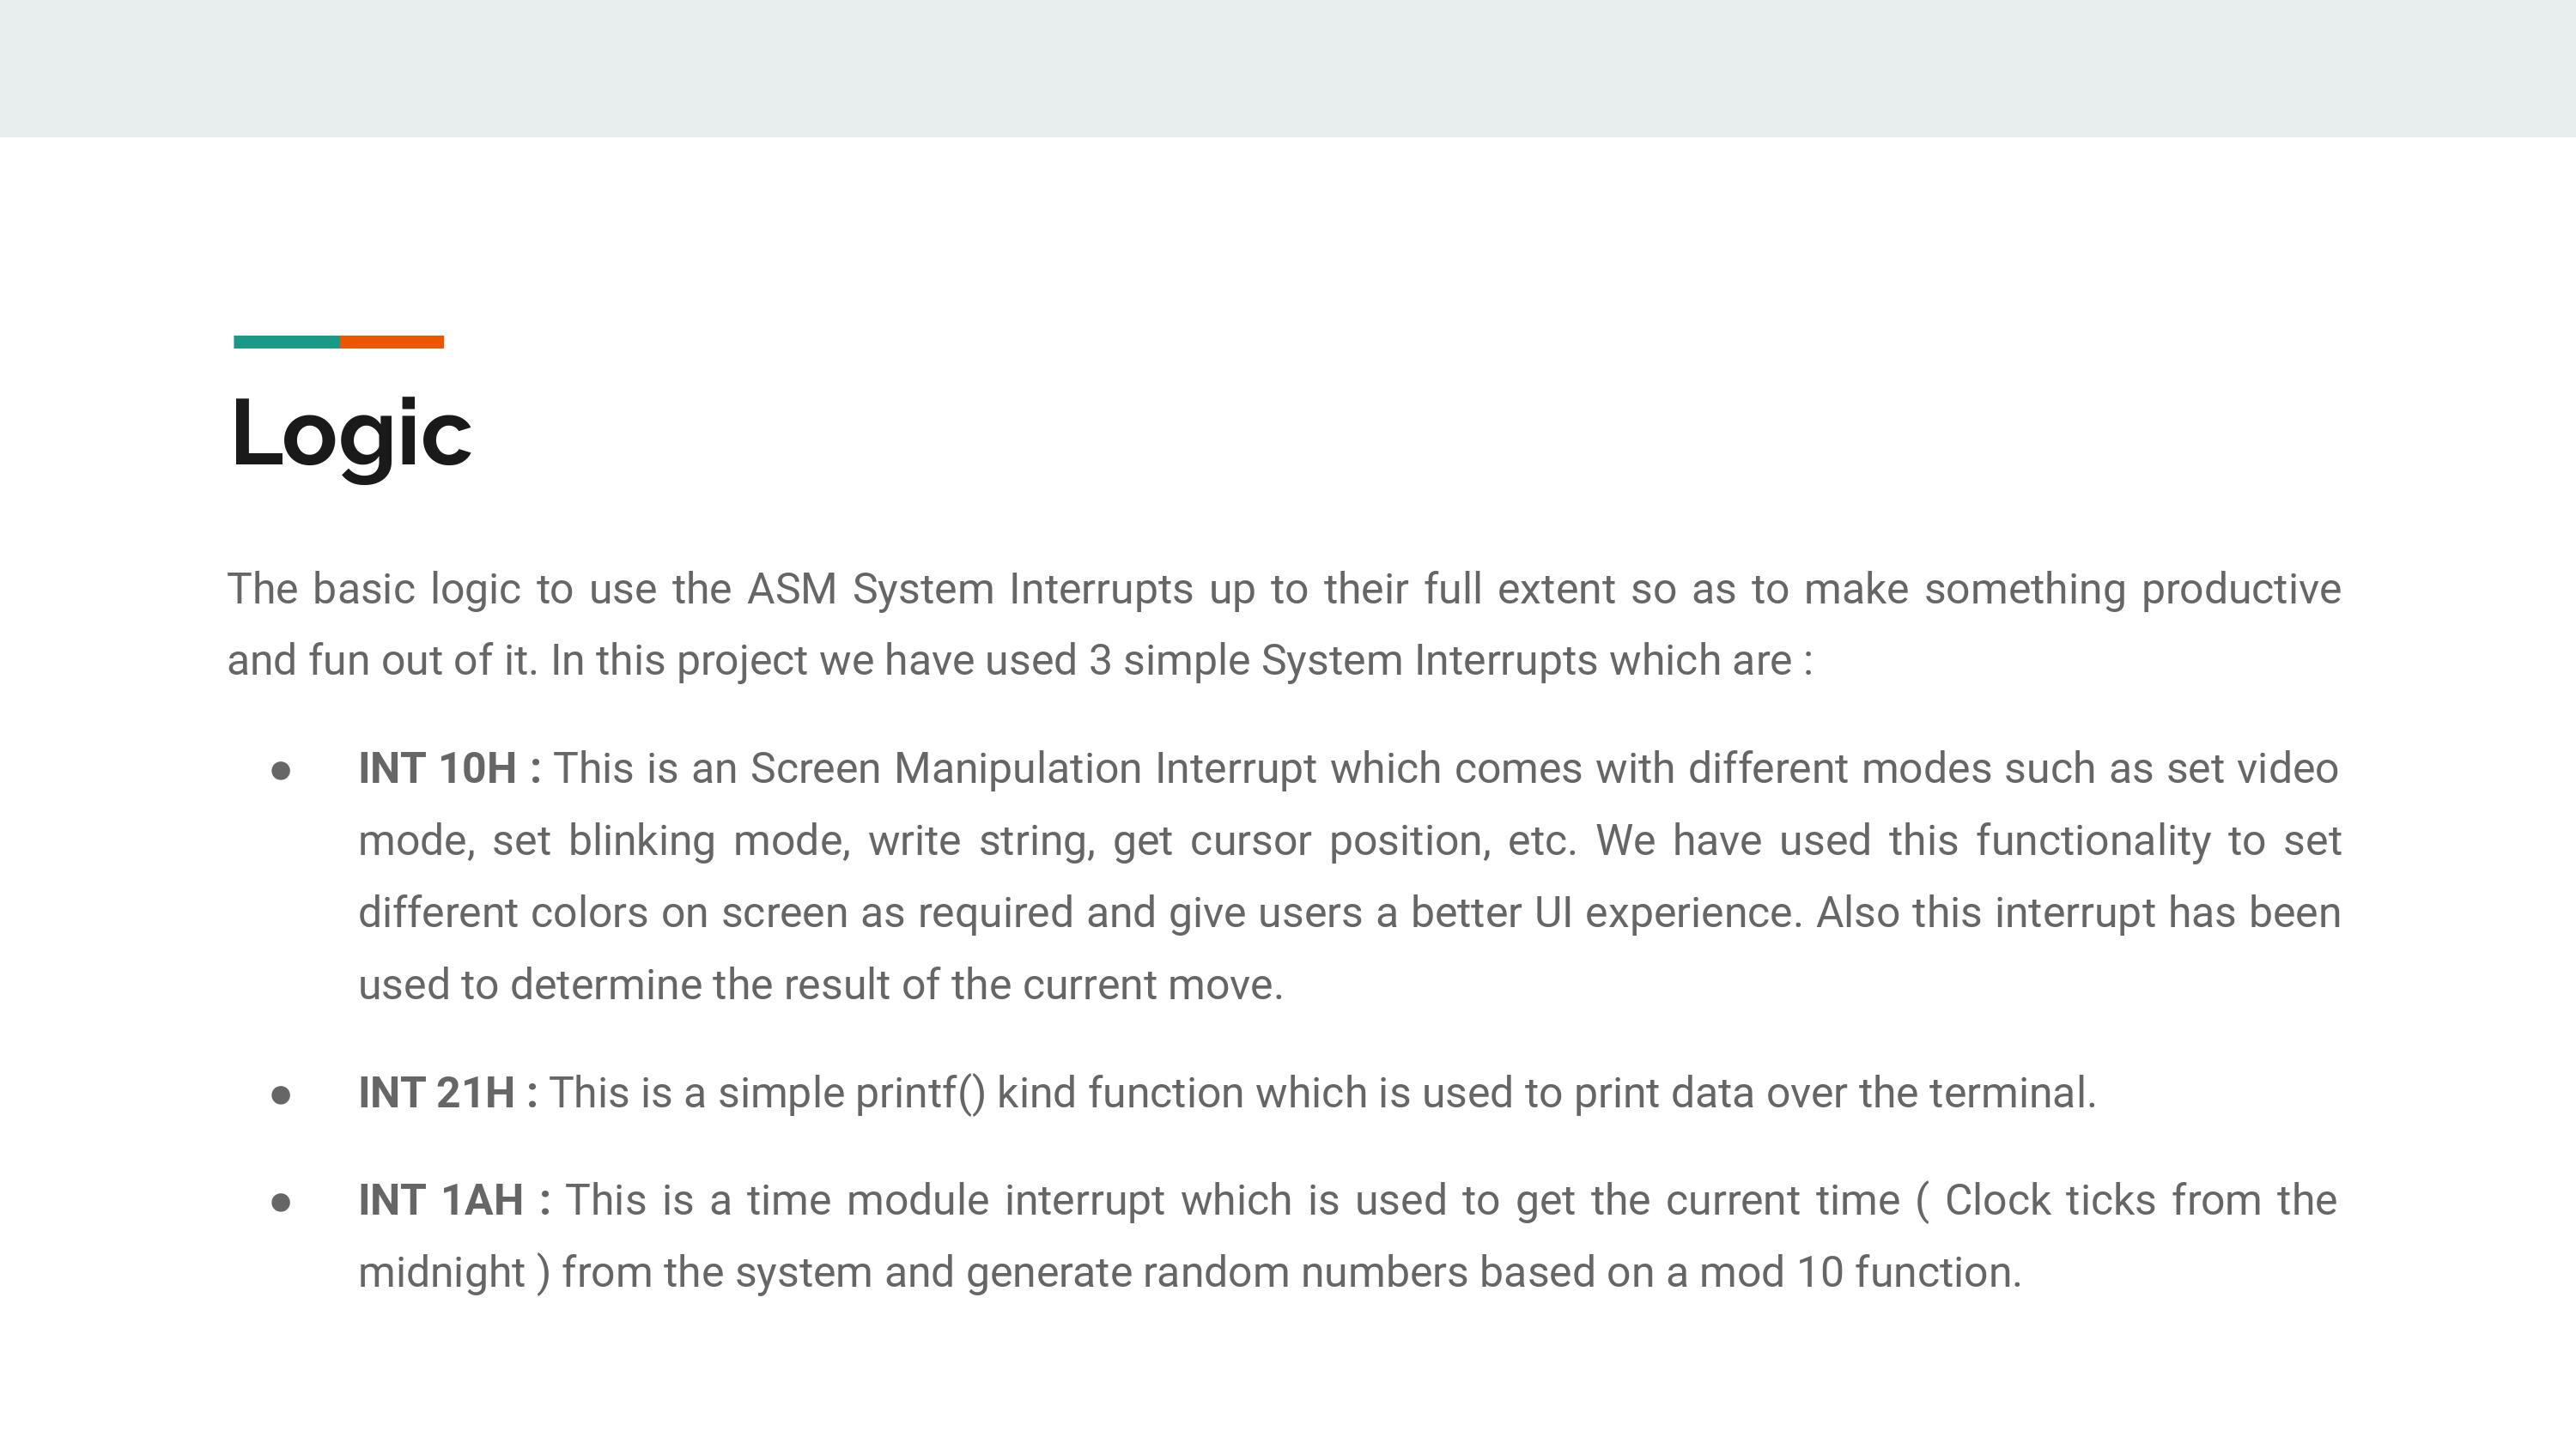 Logic
The basic logic to use the ASM System Interrupts up to their full extent so as to make something productive
and fun out of it. In this project we have used 3 simple System Interrupts which are :
● INT 10H : This is an Screen Manipulation Interrupt which comes with different modes such as set video
mode, set blinking mode, write string, get cursor position, etc. We have used this functionality to set
different colors on screen as required and give users a better UI experience. Also this interrupt has been
used to determine the result of the current move.
● INT 21H : This is a simple printf() kind function which is used to print data over the terminal.
● INT 1AH : This is a time module interrupt which is used to get the current time ( Clock ticks from the
midnight ) from the system and generate random numbers based on a mod 10 function.